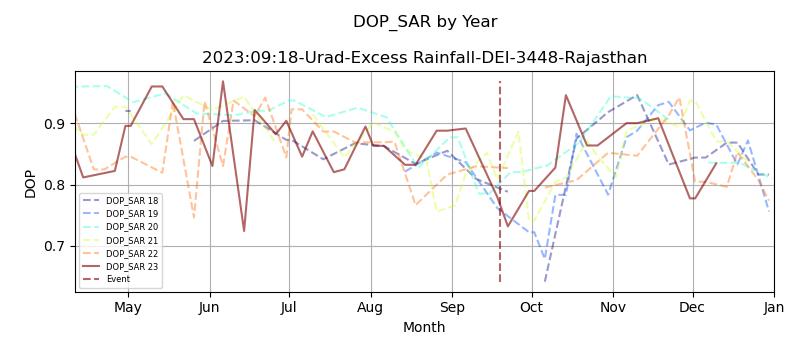 DOP_SAR by Year
2023:09:18-Urad-Excess Rainfall-DEI-3448-Rajasthan
DOP
0.9
0.8
0.7
DOP_SAR 18
DOP_SAR 19
DOP_SAR 20
DOP_SAR 21
DOP_SAR 22
DOP_SAR 23
Event
May Jun Jul Aug Sep Oct Nov Dec Jan
Month